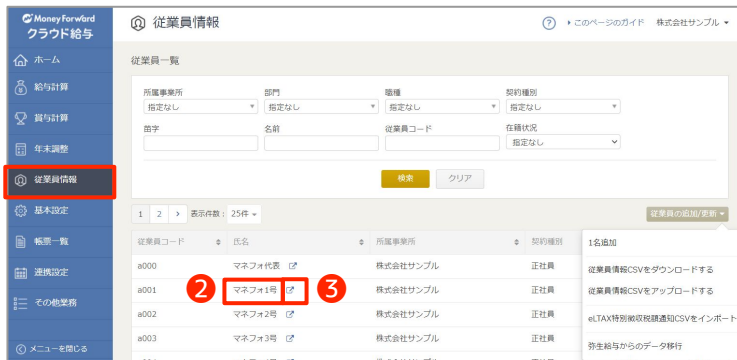 Money Forward
クラウド給与
従業員情報
? ▸このページのガイド 株式会社サンプル ▾
ホーム
給与計算
賞与計算
年末調整
従業員情報
基本設定
帳票一覧
連携設定
その他業務
メニューを閉じる
従業員一覧
所属事業所 部門 職種 契約種別
指定なし 指定なし 指定なし 指定なし
苗字 名前 従業員コード 在籍状況
指定なし
検索 クリア
1 2 > 表示件数: 25件 従業員の追加/更新
従業員コード 氏名 所属事業所 契約種別
a000 マネフォ代表 株式会社サンプル 正社員
a001 2 マネフォ1号 3 株式会社サンプル 正社員
a002 マネフォ2号 株式会社サンプル 正社員
a003 マネフォ3号 株式会社サンプル 正社員
1名追加
従業員情報CSVをダウンロードする
従業員情報CSVをアップロードする
eLTAX特別徴収税額通知CSVをインポート
弥生給与からのデータ移行